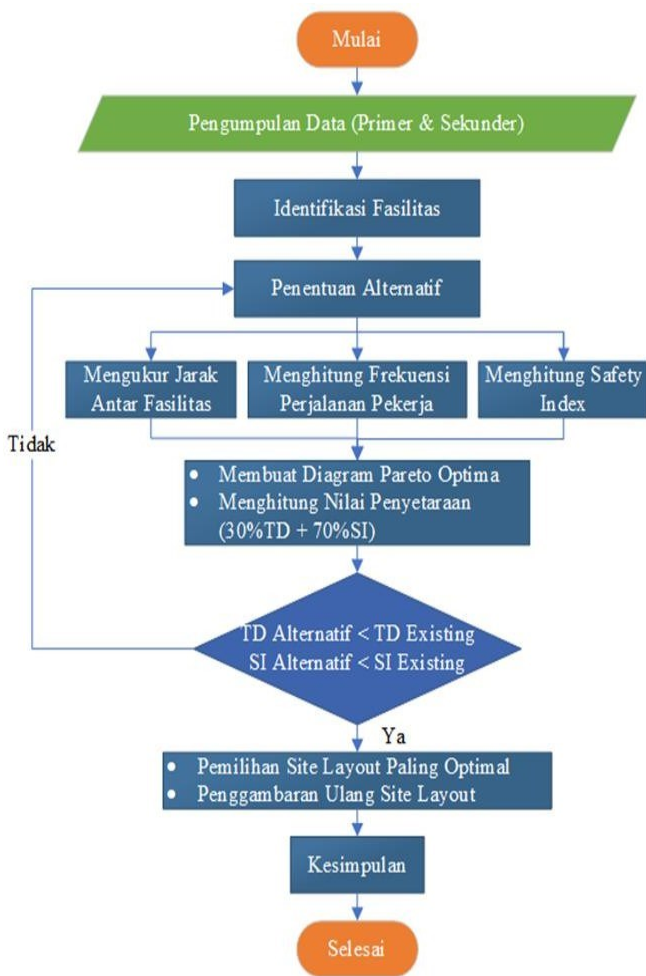 Mulai
Pengumpulan Data (Primer & Sekunder)
Identifikasi Fasilitas
Penentuan Alternatif
Mengukur Jarak
Antar Fasilitas
Menghitung Frekuensi
Perjalanan Pekerja
Menghitung Safety
Index
Tidak
• Membuat Diagram Pareto Optima
• Menghitung Nilai Penyetaraan
(30%TD + 70%SI)
TD Alternatif < TD Existing
SI Alternatif < SI Existing
Ya
• Pemilihan Site Layout Paling Optimal
• Penggambaran Ulang Site Layout
Kesimpulan
Selesai